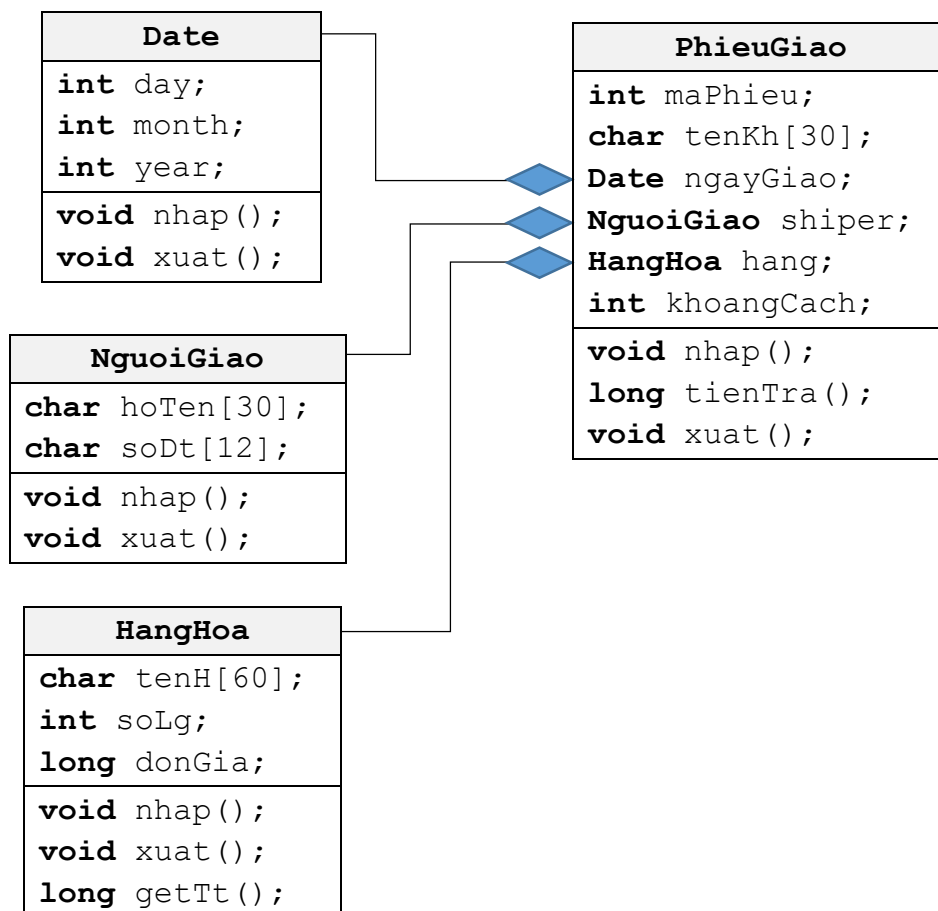 Date
int day;
int month;
int year;
void nhap();
void xuat();
PhieuGiao
int maPhieu;
char tenKh[30];
Date ngayGiao;
NguoiGiao shiper;
HangHoa hang;
int khoangCach;
void nhap();
long tienTra();
void xuat();
NguoiGiao
char hoTen[30];
char soDt[12];
void nhap();
void xuat();
HangHoa
char tenH[60];
int soLg;
long donGia;
void nhap();
void xuat();
long getTt();